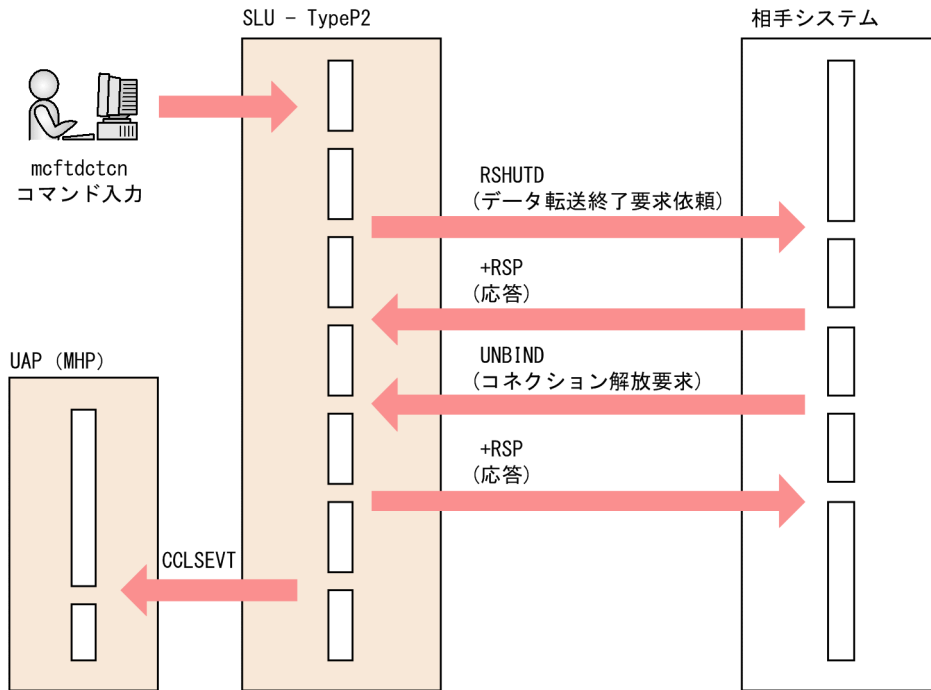 SLU - TypeP2
相手システム
mcftdctcn
コマンド入力
RSHUTD
(データ転送終了要求依頼)
+RSP
(応答)
UNBIND
(コネクション解放要求)
UAP (MHP)
+RSP
(応答)
CCLSEVT